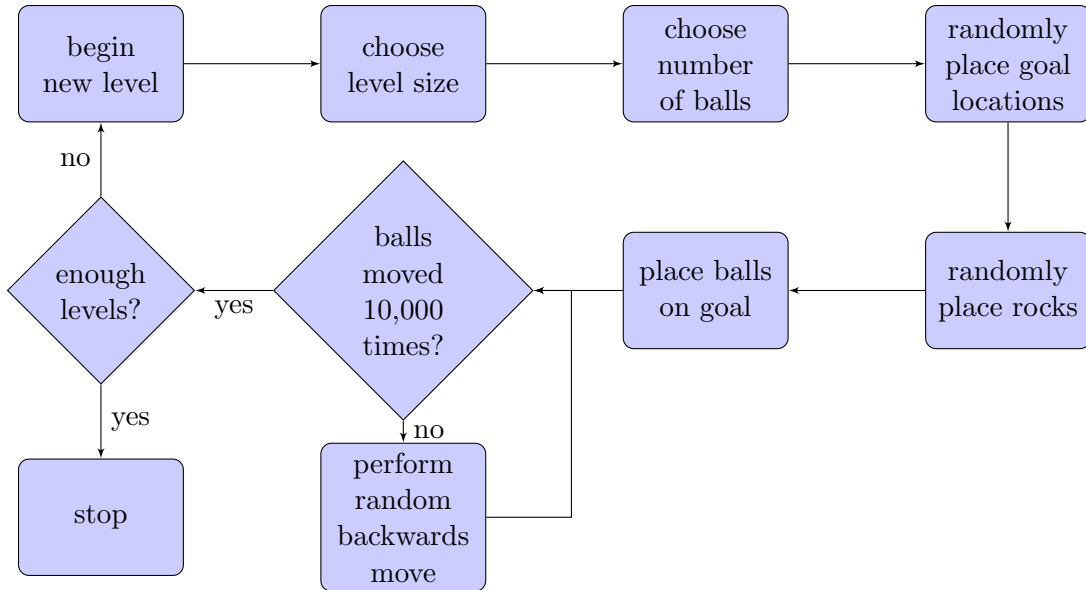 begin
new level
choose
level size
choose
number
of balls
randomly
place goal
locations
no
enough
levels?
yes
balls
moved
10,000
times?
place balls
on goal
randomly
place rocks
yes
no
stop
perform
random
backwards
move